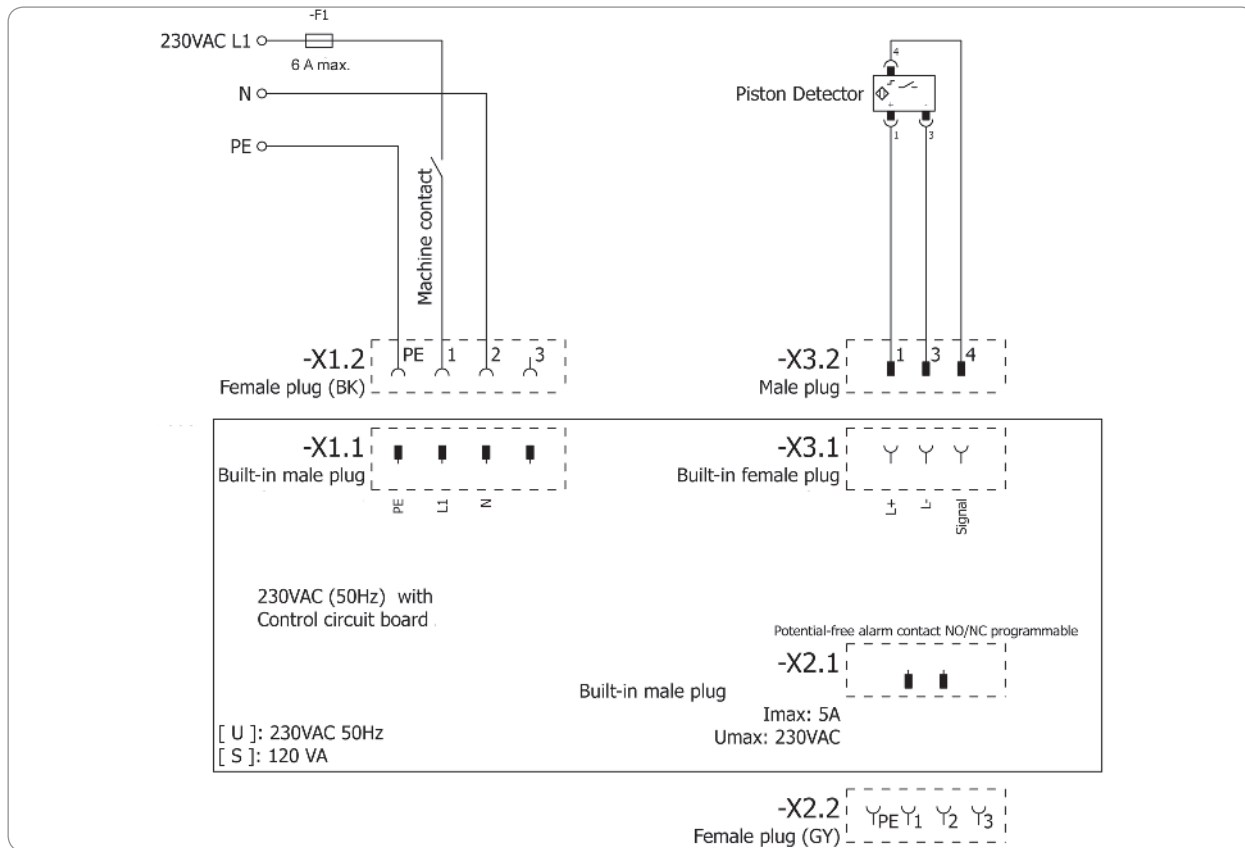 -F1
230VAC L1
6 A max.
N
PE
Machine contact
4
Piston Detector
+ -
1 3
-X1.2 PE 1 2 3
Female plug (BK)
-X3.2 1 3 4
Male plug
-X1.1
Built-in male plug
PE L1 N
-X3.1
Built-in female plug
L+ L- Signal
230VAC (50Hz) with
Control circuit board
Potential-free alarm contact NO/NC programmable
-X2.1
Built-in male plug
Imax: 5A
Umax: 230VAC
[ U ]: 230VAC 50Hz
[ S ]: 120 VA
-X2.2 PE 1 2 3
Female plug (GY)